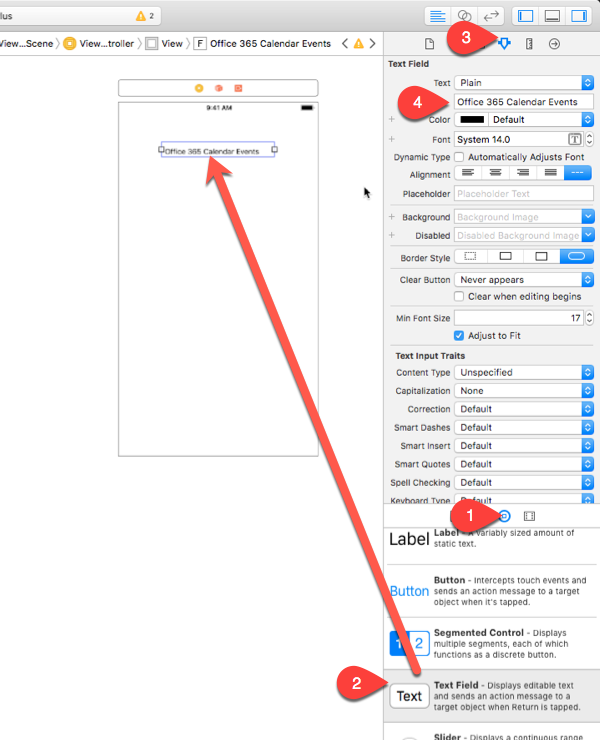 plus
2
View...Scene
View...troller
View
F
Office 365 Calendar Events
3
Text Field
Text
Plain
4
Office 365 Calendar Events
Color
Default
Font
System 14.0
T
Dynamic Type
Automatically Adjusts Font
Alignment
Placeholder
Placeholder Text
Background
Background Image
Disabled
Disabled Background Image
Border Style
Clear Button
Never appears
Clear when editing begins
Min Font Size
17
Adjust to Fit
Text Input Traits
Content Type
Unspecified
Capitalization
None
Correction
Default
Smart Dashes
Default
Smart Insert
Default
Smart Quotes
Default
Spell Checking
Default
Keyboard Type
Default
9:41 AM
Office 365 Calendar Events
1
Label
Label - A variably sized amount of
static text.
Button
Button - Intercepts touch events and
sends an action message to a target
object when it's tapped.
1 2
Segmented Control - Displays
multiple segments, each of which
functions as a discrete button.
2
Text
Text Field - Displays editable text
and sends an action message to a
target object when Return is tapped.
Slider - Displays a continuous range